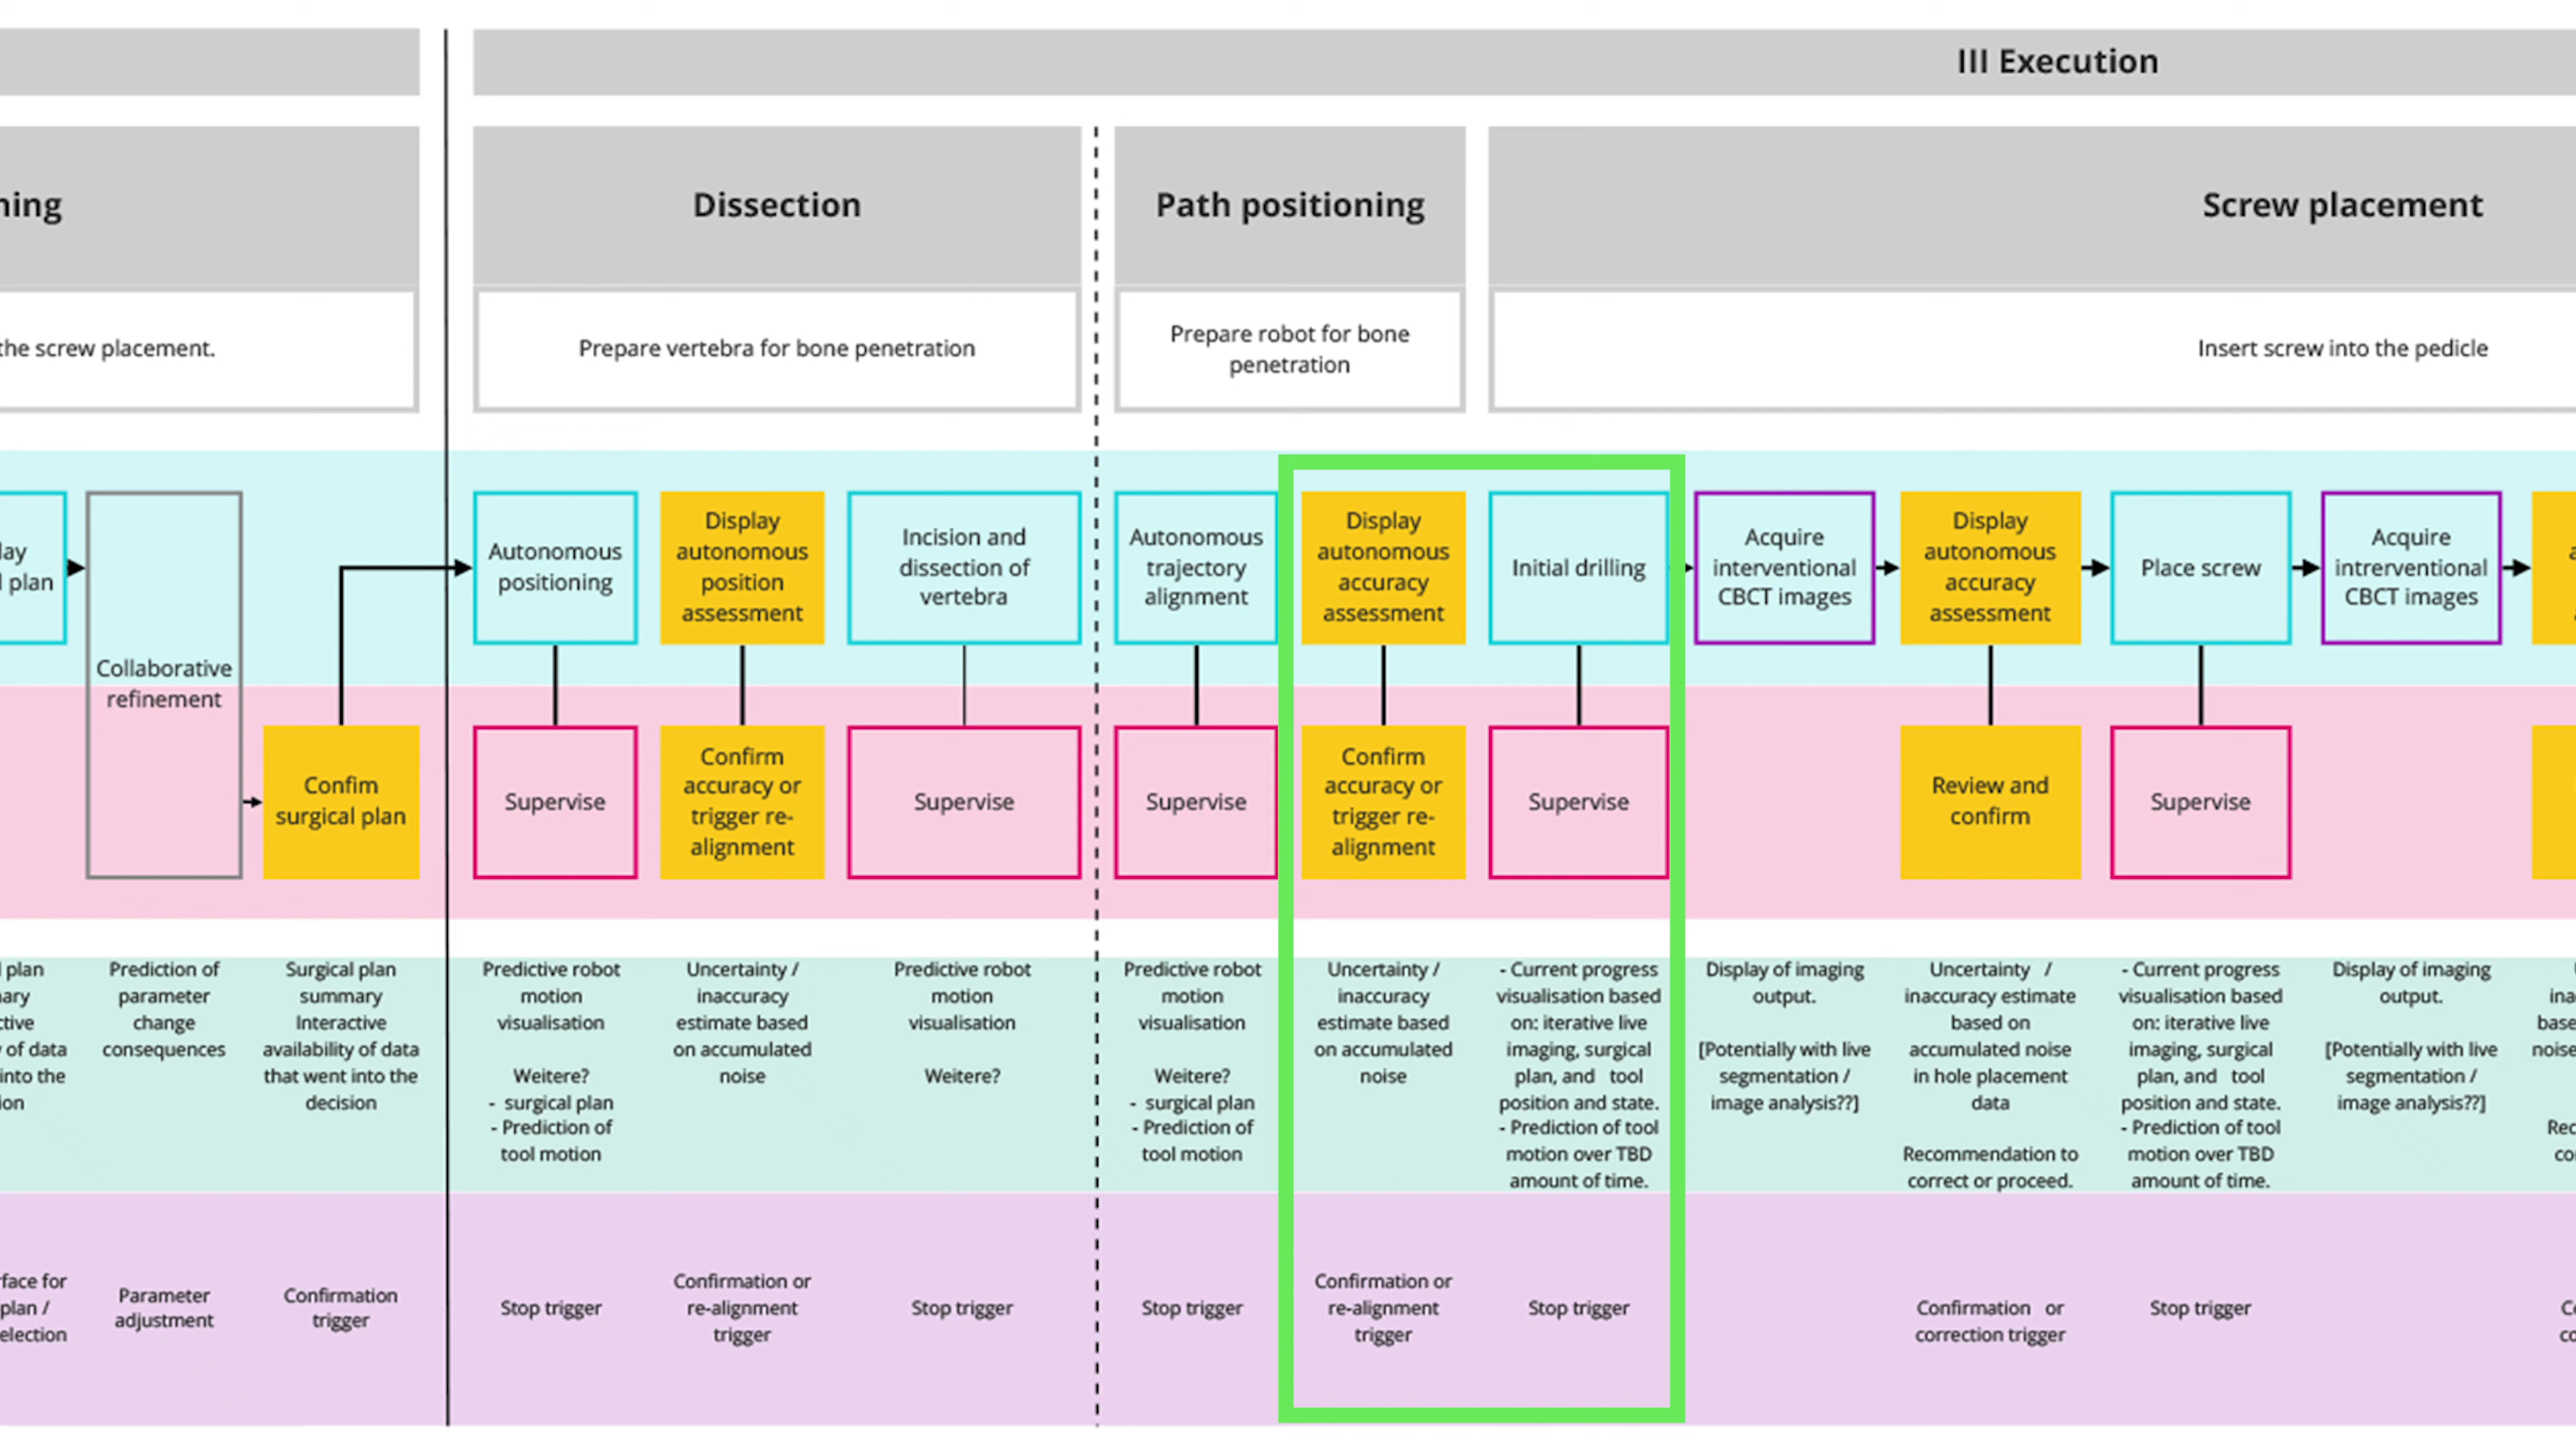 III Execution
ning
Dissection
Path positioning
Screw placement
the screw placement.
Prepare vertebra for bone penetration
Prepare robot for bone
penetration
Insert screw into the pedicle
lay
l plan
Collaborative
refinement
Confim
surgical plan
Autonomous
positioning
Display
autonomous
position
assessment
Incision and
dissection of
vertebra
Autonomous
trajectory
alignment
Display
autonomous
accuracy
assessment
Initial drilling
Acquire
interventional
CBCT images
Display
autonomous
accuracy
assessment
Place screw
Acquire
intrerventional
CBCT images
Supervise
Confirm
accuracy or
trigger re-
alignment
Supervise
Supervise
Confirm
accuracy or
trigger re-
alignment
Supervise
Review and
confirm
Supervise
l plan
ary
ctive
of data
into the
ion
Prediction of
parameter
change
consequences
Surgical plan
summary
Interactive
availability of data
that went into the
decision
Predictive robot
motion
visualisation
Weitere?
- surgical plan
- Prediction of
tool motion
Uncertainty /
inaccuracy
estimate based
on accumulated
noise
Predictive robot
motion
visualisation
Weitere?
Predictive robot
motion
visualisation
Weitere?
- surgical plan
- Prediction of
tool motion
Uncertainty /
inaccuracy
estimate based
on accumulated
noise
- Current progress
visualisation based
on: iterative live
imaging, surgical
plan, and tool
position and state.
- Prediction of tool
motion over TBD
amount of time.
Display of imaging
output.
[Potentially with live
segmentation /
image analysis??]
Uncertainty /
inaccuracy estimate
based on
accumulated noise
in hole placement
data
Recommendation to
correct or proceed.
- Current progress
visualisation based
on: iterative live
imaging, surgical
plan, and tool
position and state.
- Prediction of tool
motion over TBD
amount of time.
Display of imaging
output.
[Potentially with live
segmentation /
image analysis??]
ina
base
noise
Rec
co
rface for
plan /
election
Parameter
adjustment
Confirmation
trigger
Stop trigger
Confirmation or
re-alignment
trigger
Stop trigger
Stop trigger
Confirmation or
re-alignment
trigger
Stop trigger
Confirmation or
correction trigger
Stop trigger
C
co